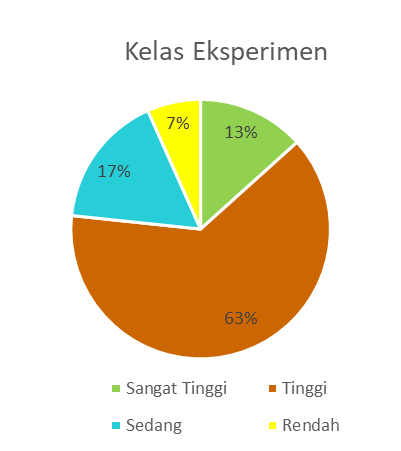 Kelas Eksperimen
7%
13%
17%
63%
Sangat Tinggi
Tinggi
Sedang
Rendah